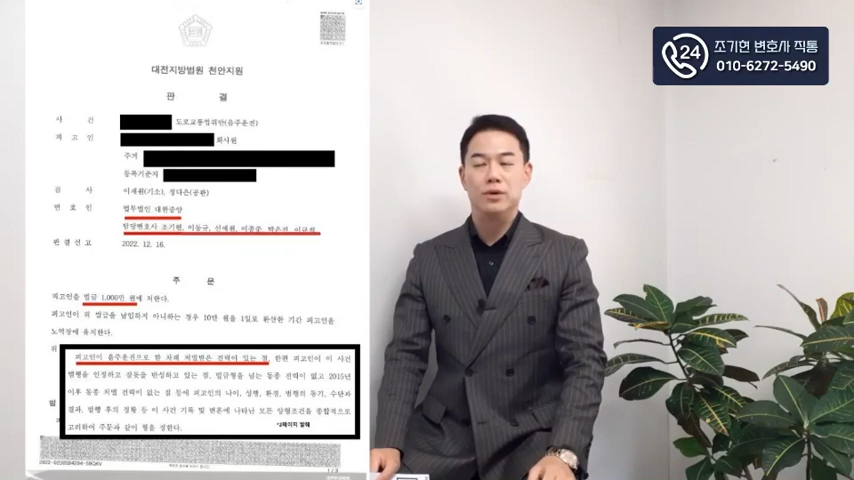 조기현 변호사 직통
24
010-6272-5490
대전지방법원 천안지원
판 결
사 건 도로교통법위반(음주운전)
피 고 인 회사원
주거
등록기준지
검 사 이재원(기소), 정다은(공판)
변 호 인 법무법인 대한중앙
담당변호사 조기현, 이동규, 신예원,
판 결 선 고 2022. 12. 16.
주 문
피고인을 벌금 1,000만 원에 처한다.
피고인이 위 벌금을 납입하지 아니하는 경우 10만 원을 1일로 환산한 기간 피고인을
노역장에 유치한다.
위
피고인이 음주운전으로 한 차례 처벌받은 전력이 있는 점, 한편 피고인이 이 사건
범행을 인정하고 잘못을 반성하고 있는 점, 벌금형을 넘는 동종 전력이 없고 2015년
이후 동종 처벌 전력이 없는 점 등에 피고인의 나이, 성행, 환경, 범행의 동기, 수단과
결과, 범행 후의 정황 등 이 사건 기록 및 변론에 나타난 모든 양형조건을 종합적으로
고려하여 주문과 같이 형을 정한다.
*2페이지 발췌